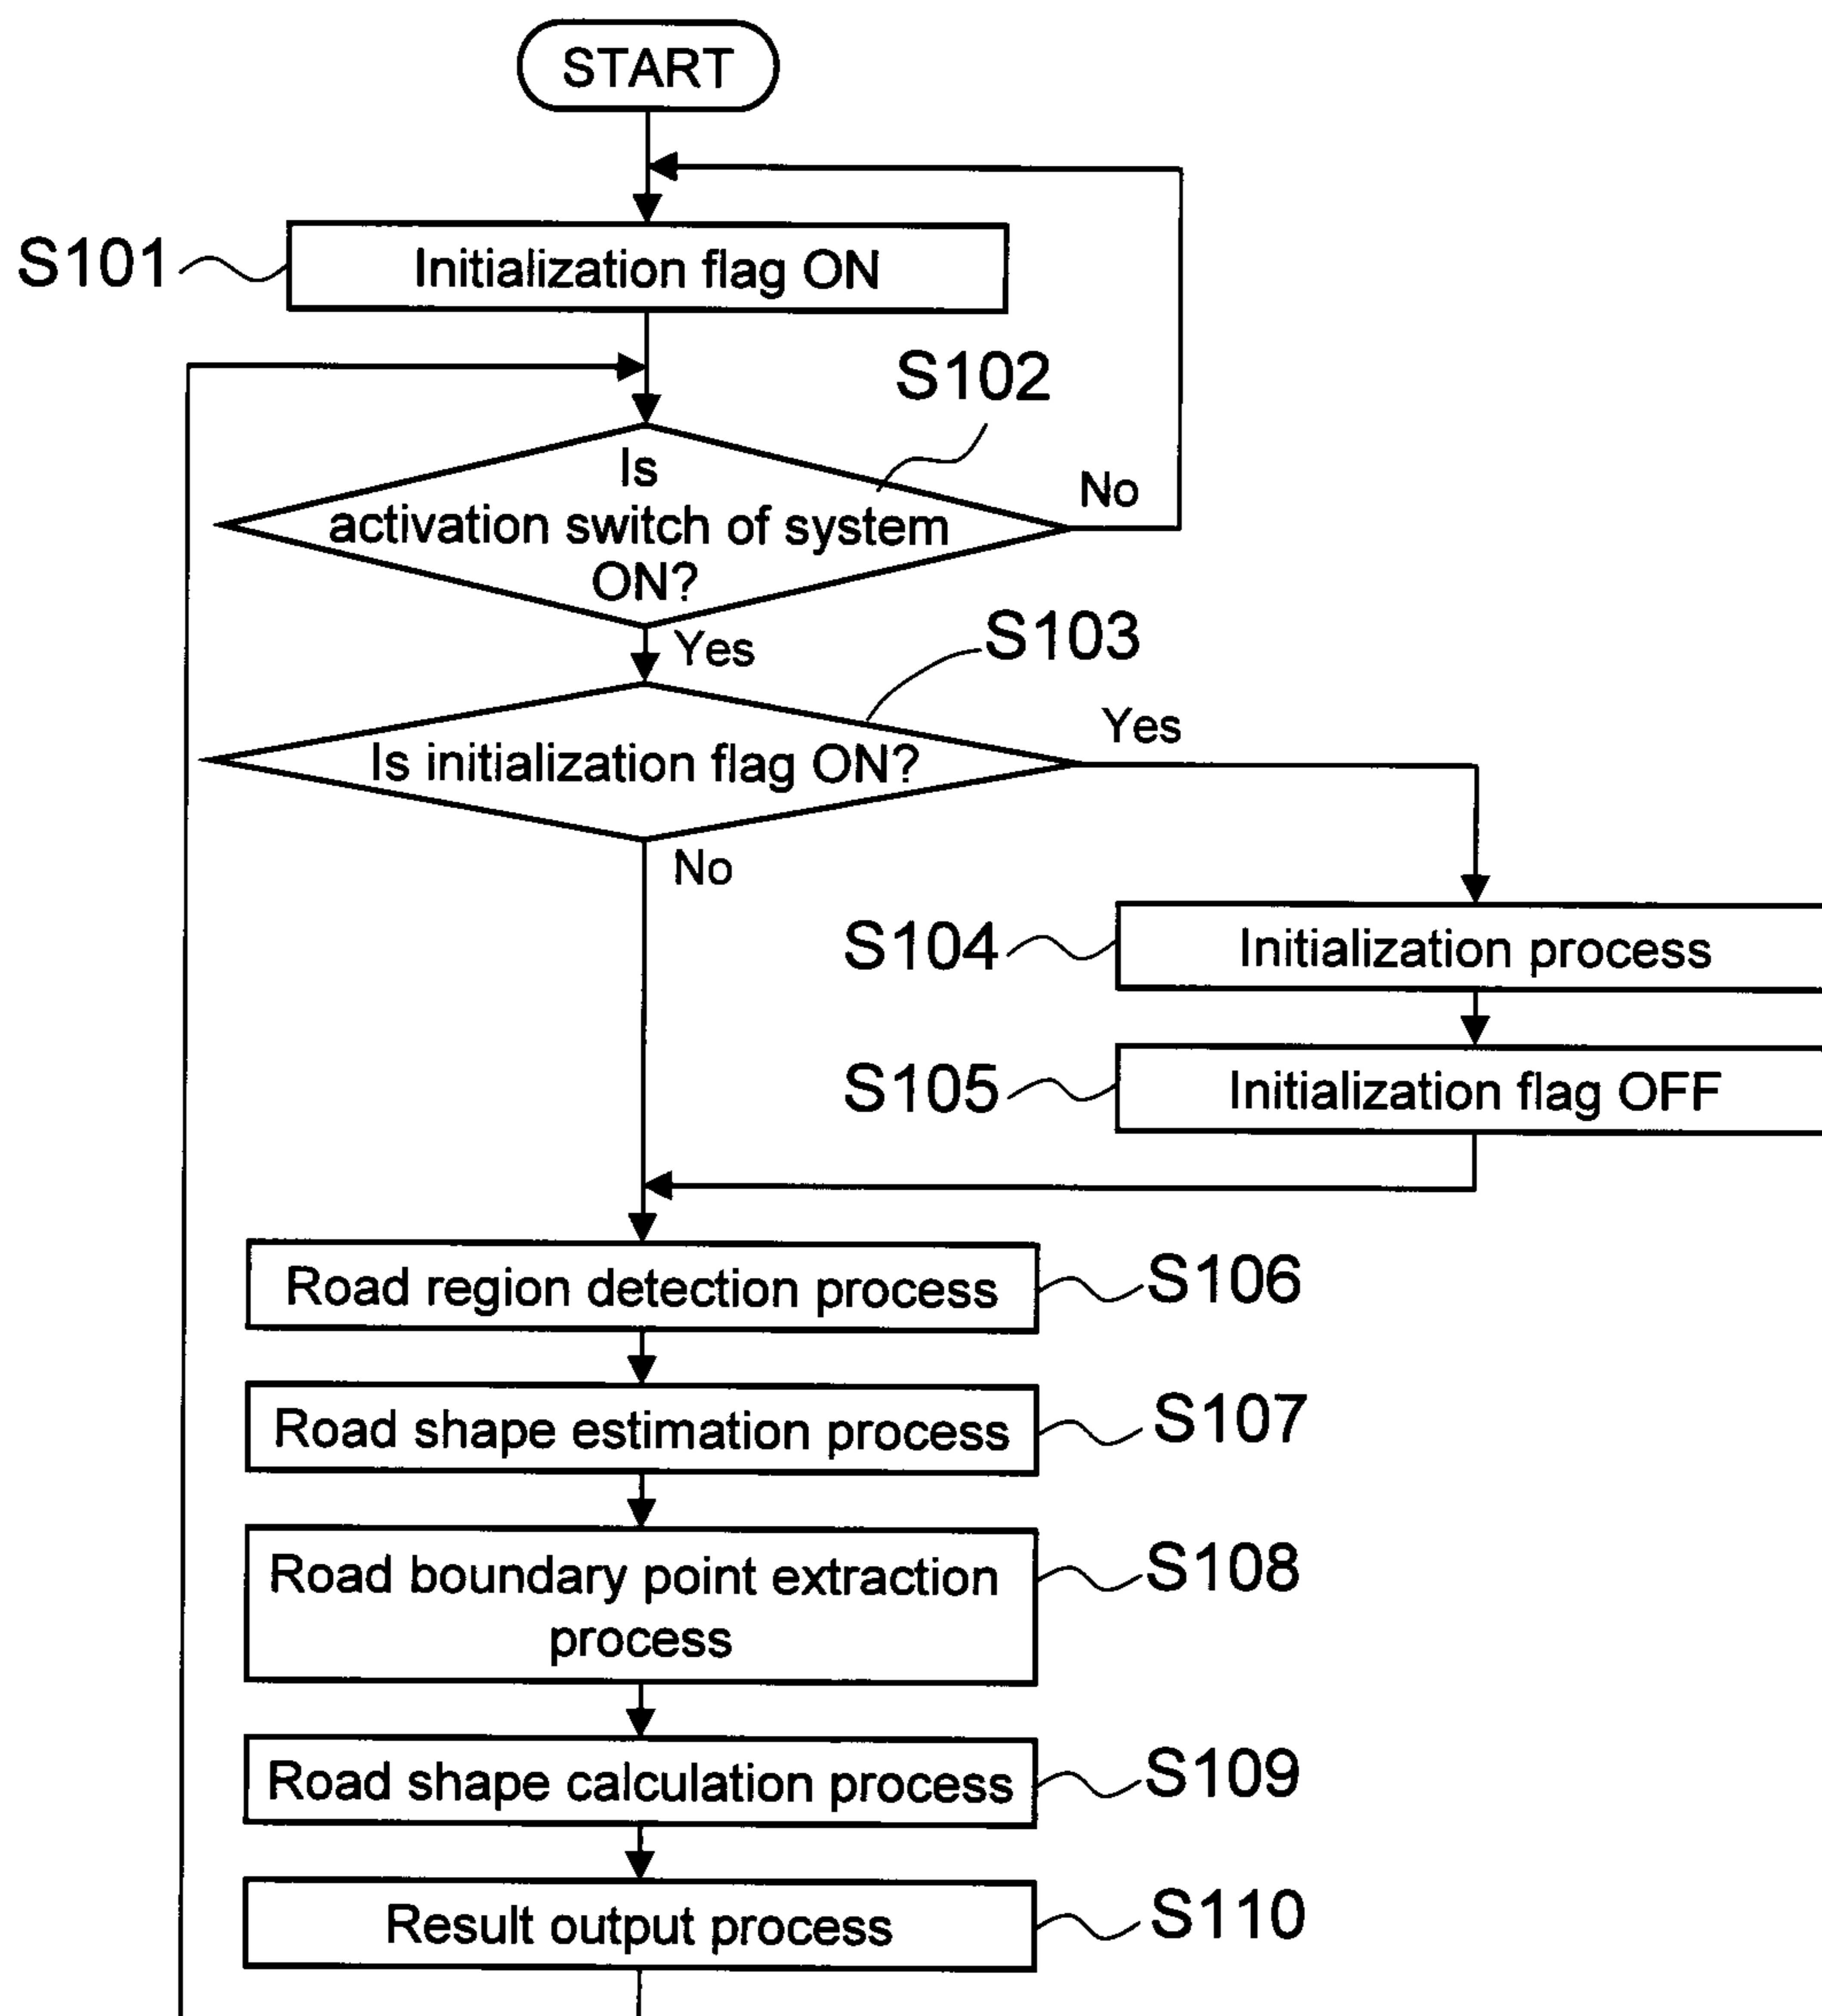 START
S101
Initialization flag ON
S102
Is
activation switch of system
ON?
No
Yes
S103
Is initialization flag ON?
Yes
No
S104
Initialization process
S105
Initialization flag OFF
Road region detection process
S106
Road shape estimation process
S107
Road boundary point extraction
process
S108
Road shape calculation process
S109
Result output process
S110